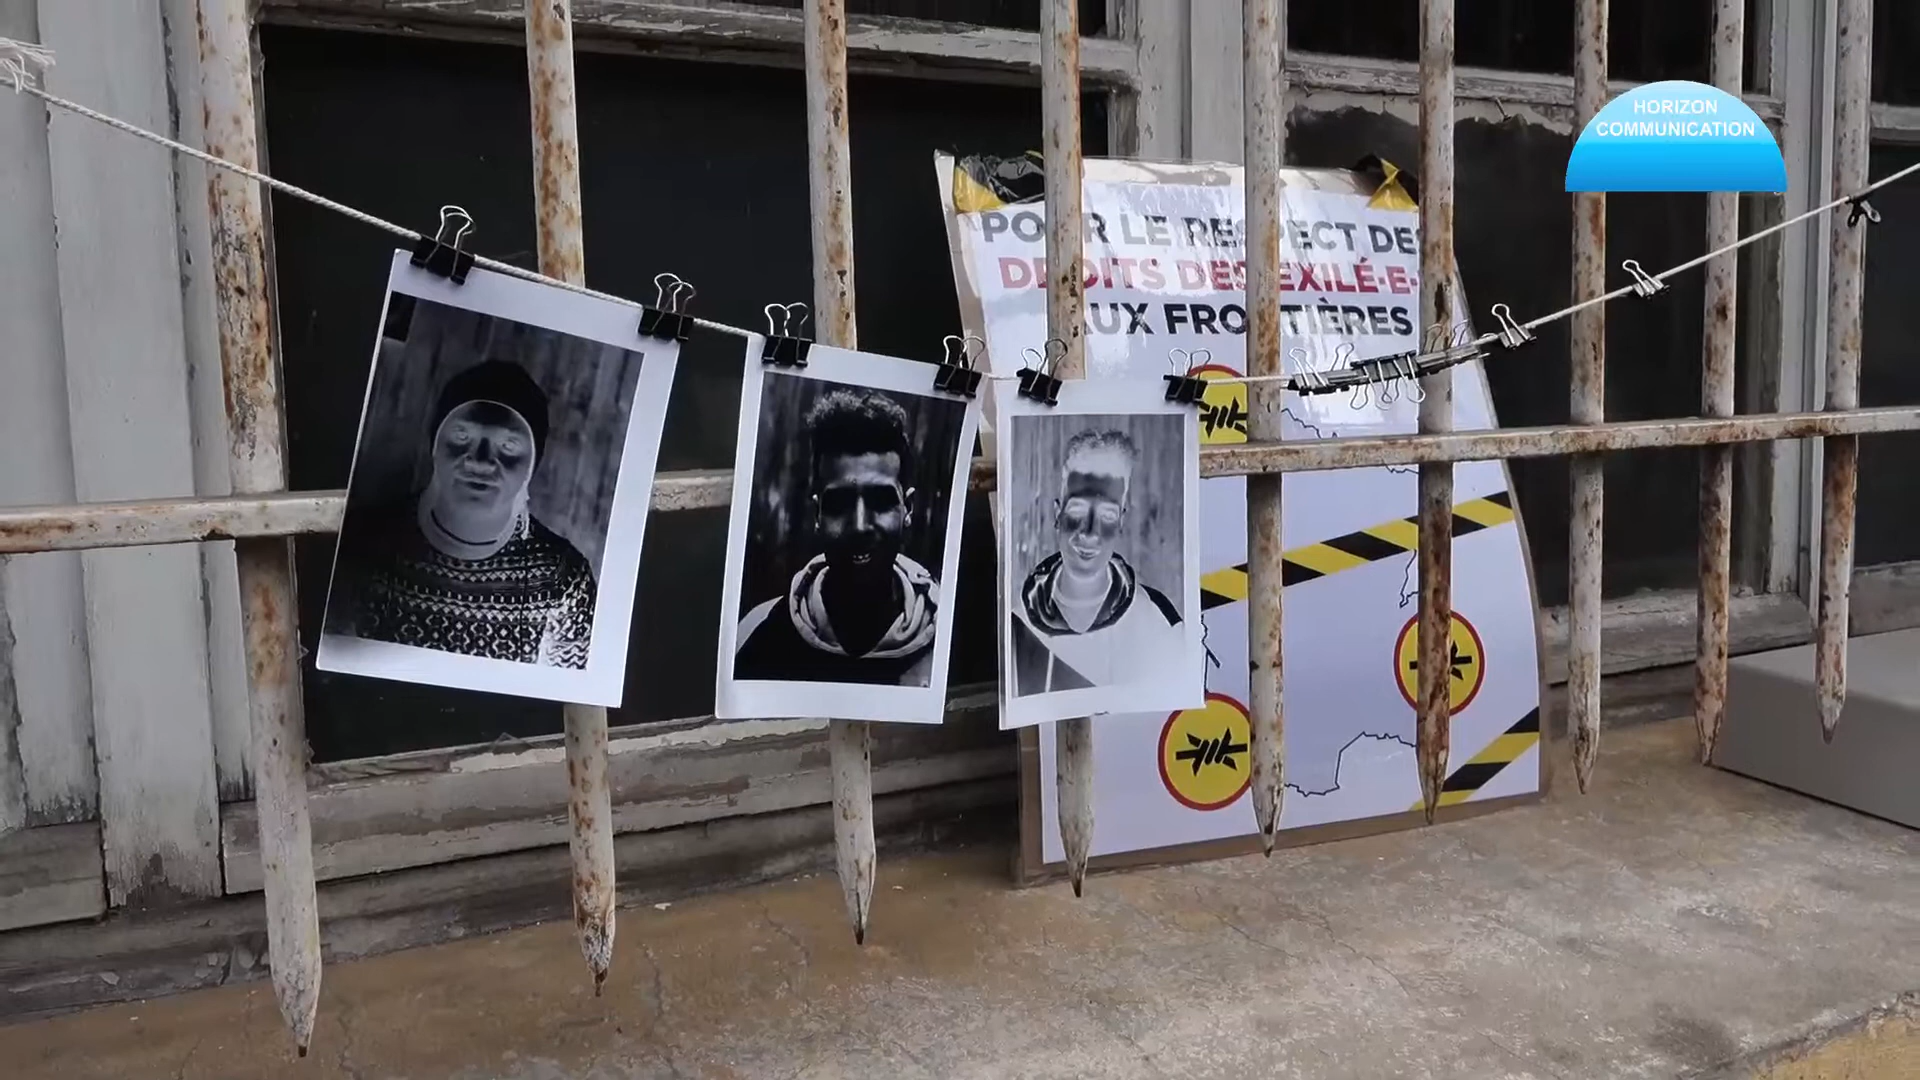 HORIZON
COMMUNICATION
POUR LE RESPECT DES
DROITS DES EXILÉ·E·
AUX FRONTIÈRES